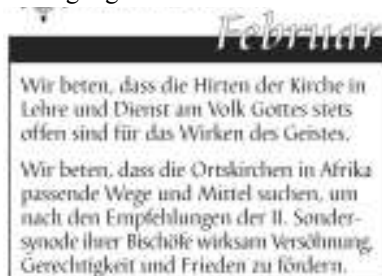 Februar
Wir beten, dass die Hirten der Kirche in
Lehre und Dienst am Volk Gottes stets
offen sind für das Wirken des Geistes.
Wir beten, dass die Ortskirchen in Afrika
passende Wege und Mittel suchen, um
nach den Empfehlungen der II. Sonder-
synode ihrer Bischöfe wirksam Versöhnung,
Gerechtigkeit und Frieden zu fördern.